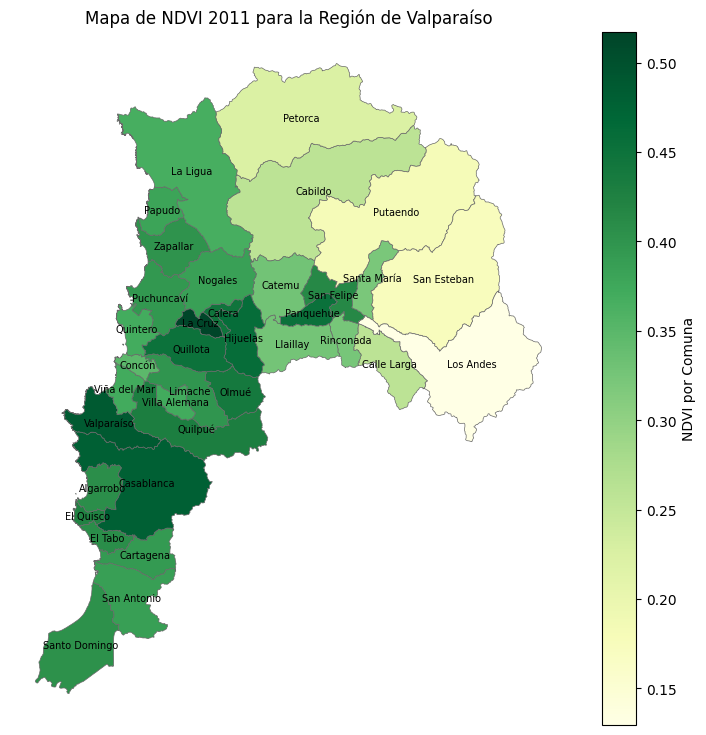 Mapa de NDVI 2011 para la Región de Valparaíso
Petorca
La Ligua
Cabildo
Papudo
Putaendo
Zapallar
Nogales
Catemu
Santa María
San Esteban
Puchuncaví
San Felipe
Calera
Panquehue
La Cruz
Quintero
Hijuelas
Rinconada
Llaillay
Quillota
Concón
Calle Larga
Los Andes
Viña del Mar
Limache
Olmué
Villa Alemana
Valparaíso
Quilpué
Casablanca
Algarrobo
El Quisco
El Tabo
Cartagena
San Antonio
Santo Domingo
0.50
0.45
0.40
0.35
0.30
0.25
0.20
0.15
NDVI por Comuna